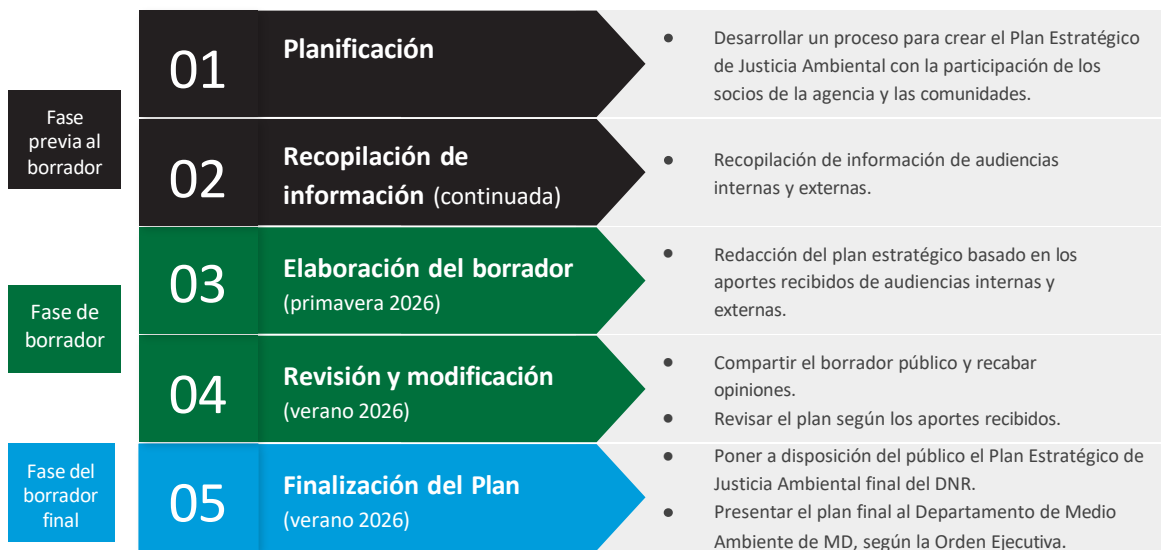 Fase
previa al
borrador
01
Planificación
● Desarrollar un proceso para crear el Plan Estratégico
de Justicia Ambiental con la participación de los
socios de la agencia y las comunidades.
02
Recopilación de
información (continuada)
● Recopilación de información de audiencias
internas y externas.
Fase de
borrador
03
Elaboración del borrador
(primavera 2026)
● Redacción del plan estratégico basado en los
aportes recibidos de audiencias internas y
externas.
04
Revisión y modificación
(verano 2026)
● Compartir el borrador público y recabar
opiniones.
● Revisar el plan según los aportes recibidos.
Fase del
borrador
final
05
Finalización del Plan
(verano 2026)
● Poner a disposición del público el Plan Estratégico de
Justicia Ambiental final del DNR.
● Presentar el plan final al Departamento de Medio
Ambiente de MD, según la Orden Ejecutiva.